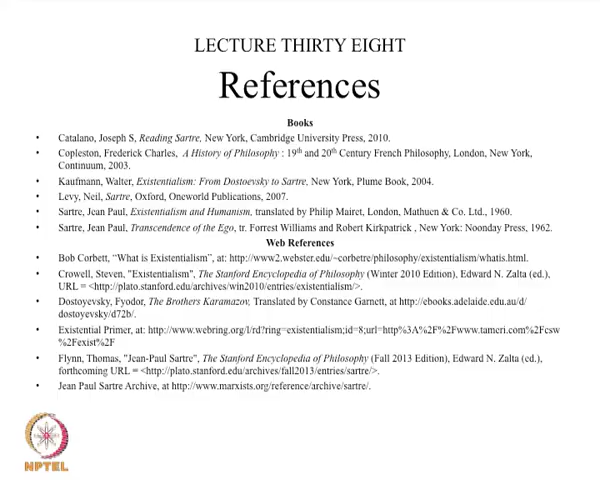 LECTURE THIRTY EIGHT
References
Books
• Catalano, Joseph S, Reading Sartre, New York, Cambridge University Press, 2010.
• Copleston, Frederick Charles, A History of Philosophy : 19th and 20th Century French Philosophy, London, New York,
Continuum, 2003.
• Kaufmann, Walter, Existentialism: From Dostoevsky to Sartre, New York, Plume Book, 2004.
• Levy, Neil, Sartre, Oxford, Oneworld Publications, 2007.
• Sartre, Jean Paul, Existentialism and Humanism, translated by Philip Mairet, London, Mathuen & Co. Ltd., 1960.
• Sartre, Jean Paul, Transcendence of the Ego, tr. Forrest Williams and Robert Kirkpatrick , New York: Noonday Press, 1962.
Web References
• Bob Corbett, “What is Existentialism”, at: http://www2.webster.edu/~corbetre/philosophy/existentialism/whatis.html.
• Crowell, Steven, "Existentialism", The Stanford Encyclopedia of Philosophy (Winter 2010 Edition), Edward N. Zalta (ed.),
URL = <http://plato.stanford.edu/archives/win2010/entries/existentialism/>.
• Dostoyevsky, Fyodor, The Brothers Karamazov, Translated by Constance Garnett, at http://ebooks.adelaide.edu.au/d/
dostoyevsky/d72b/.
• Existential Primer, at: http://www.webring.org/l/rd?ring=existentialism;id=8;url=http%3A%2F%2Fwww.tameri.com%2Fcsw
%2Fexist%2F
• Flynn, Thomas, "Jean-Paul Sartre", The Stanford Encyclopedia of Philosophy (Fall 2013 Edition), Edward N. Zalta (ed.),
forthcoming URL = <http://plato.stanford.edu/archives/fall2013/entries/sartre/>.
• Jean Paul Sartre Archive, at http://www.marxists.org/reference/archive/sartre/.
NPTEL